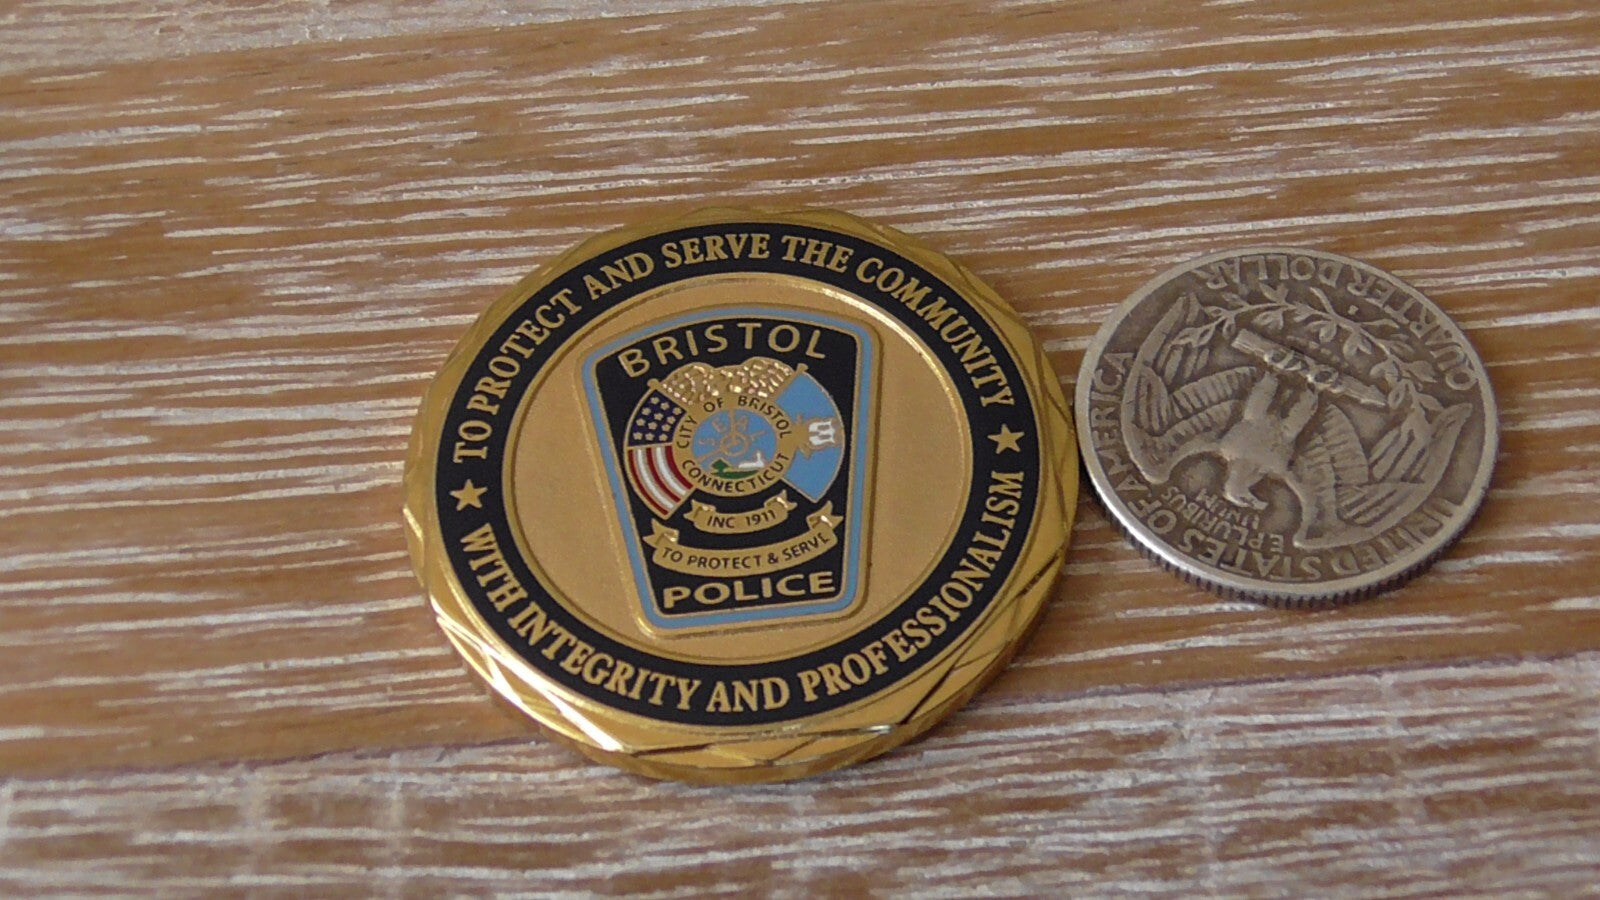 TO PROTECT AND SERVE THE COMMUNITY
WITH INTEGRITY AND PROFESSIONALISM
BRISTOL
CITY OF BRISTOL
SEAL
CONNECTICUT
INC 1911
TO PROTECT & SERVE
POLICE
UNITED STATES OF AMERICA
E PLURIBUS
UNUM
QUARTER DOLLAR